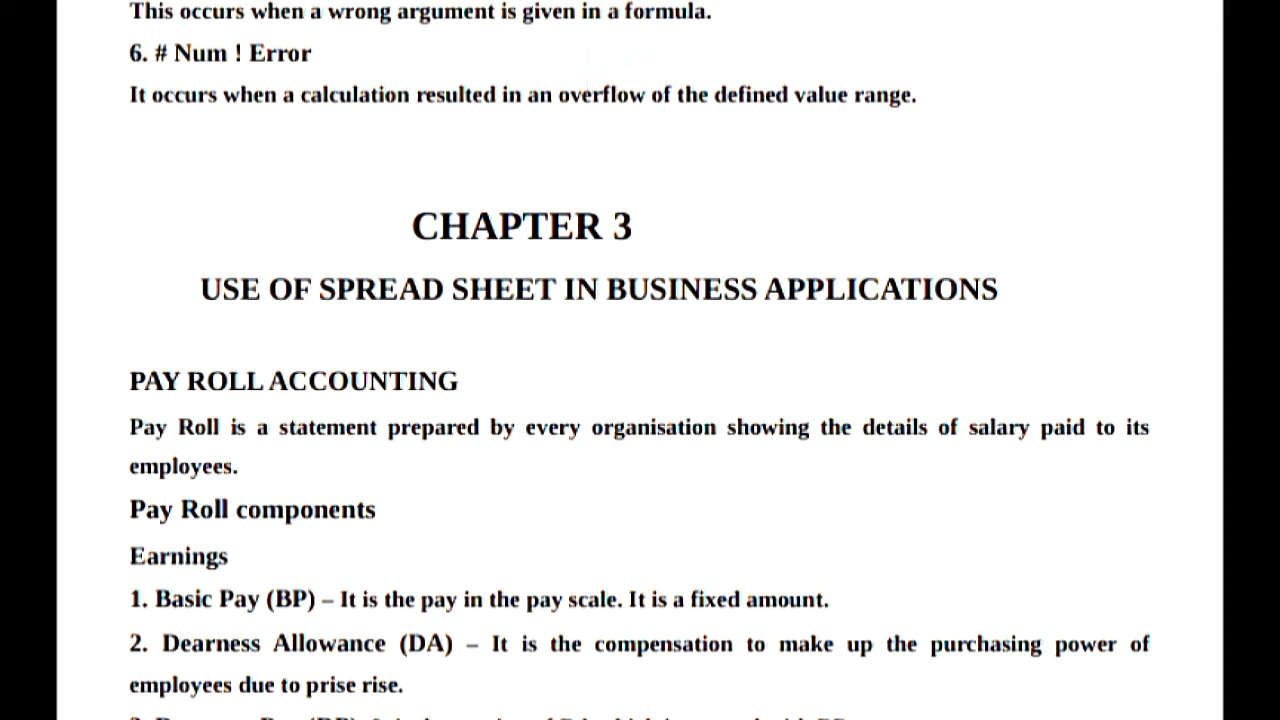 This occurs when a wrong argument is given in a formula.
6. # Num ! Error
It occurs when a calculation resulted in an overflow of the defined value range.
CHAPTER 3
USE OF SPREAD SHEET IN BUSINESS APPLICATIONS
PAY ROLL ACCOUNTING
Pay Roll is a statement prepared by every organisation showing the details of salary paid to its
employees.
Pay Roll components
Earnings
1. Basic Pay (BP) – It is the pay in the pay scale. It is a fixed amount.
2. Dearness Allowance (DA) – It is the compensation to make up the purchasing power of
employees due to prise rise.